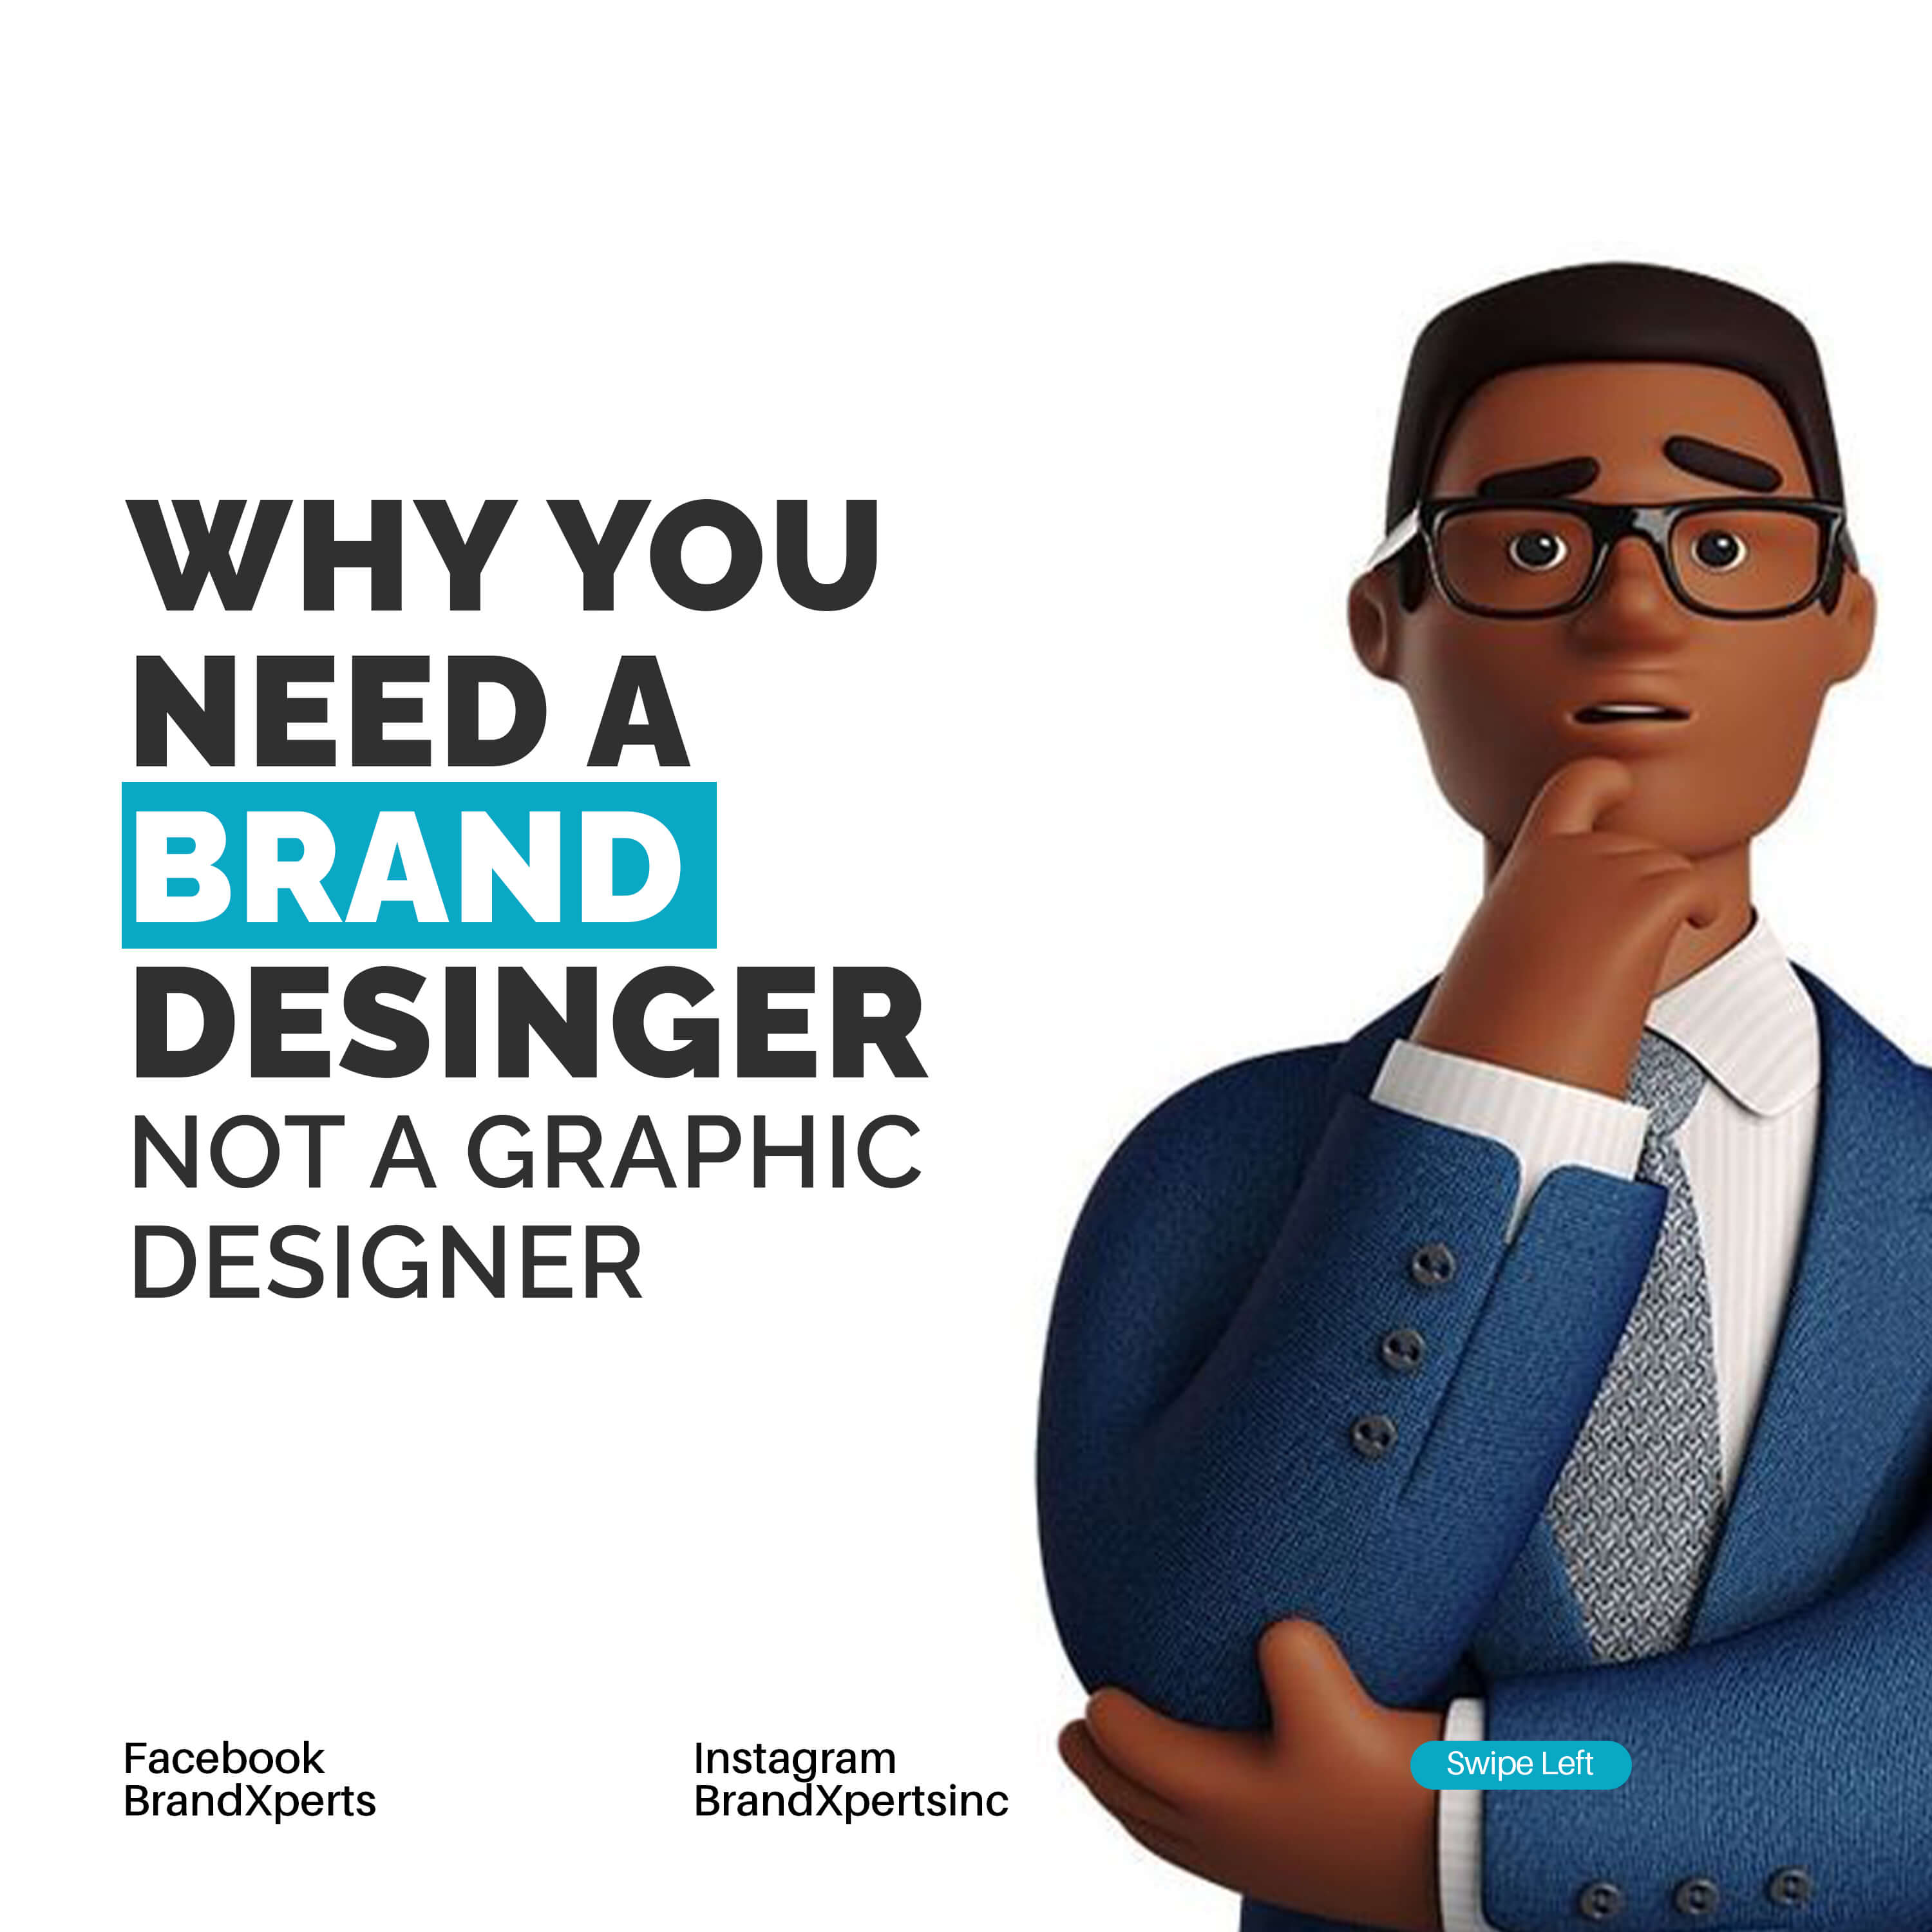 WHY YOU
NEED A
BRAND
DESINGER
NOT A GRAPHIC
DESIGNER
Facebook
BrandXperts
Instagram
BrandXpertsinc
Swipe Left